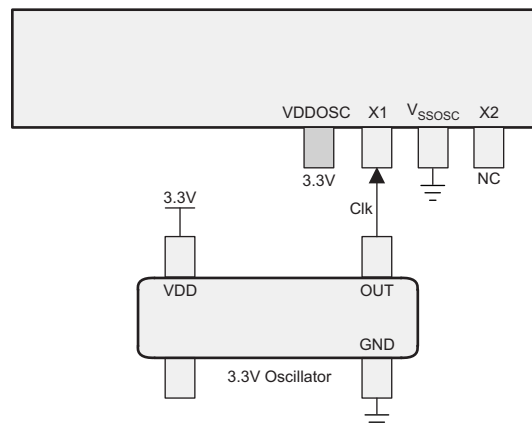 VDDOSC X1 VSSOSC X2
3.3V NC
3.3V Clk
VDD OUT
GND
3.3V Oscillator